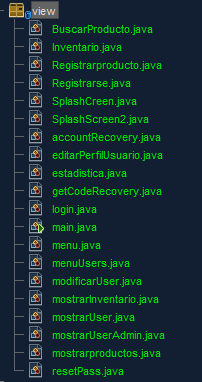 view
BuscarProducto.java
Inventario.java
Registrarproducto.java
Registrarse.java
SplashCreen.java
SplashScreen2.java
accountRecovery.java
editarPerfilUsuario.java
estadistica.java
getCodeRecovery.java
login.java
main.java
menu.java
menuUsers.java
modificarUser.java
mostrarInventario.java
mostrarUser.java
mostrarUserAdmin.java
mostrarproductos.java
resetPass.java